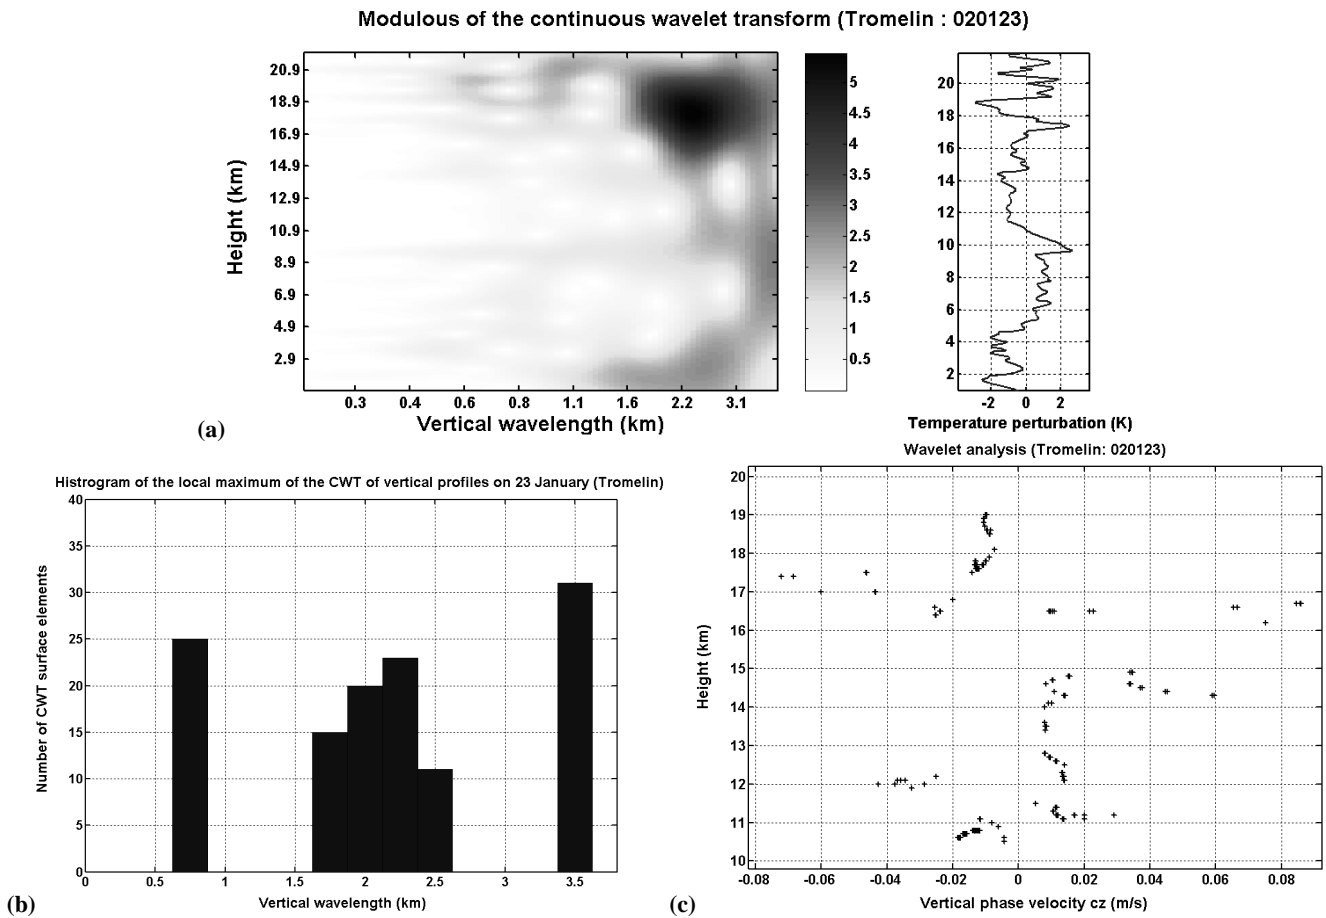 Modulous of the continuous wavelet transform (Tromelin : 020123)
20.9
18.9
16.9
14.9
12.9
10.9
8.9
6.9
4.9
2.9
Height (km)
0.3 0.4 0.6 0.8 1.1 1.6 2.2 3.1
Vertical wavelength (km)
5
4.5
4
3.5
3
2.5
2
1.5
1
0.5
20
18
16
14
12
10
8
6
4
2
-2 0 2
Temperature perturbation (K)
(a)
Histrogram of the local maximum of the CWT of vertical profiles on 23 January (Tromelin)
40
35
30
25
20
15
10
5
0
Number of CWT surface elements
0 0.5 1 1.5 2 2.5 3 3.5
Vertical wavelength (km)
(b)
Wavelet analysis (Tromelin: 020123)
20
19
18
17
16
15
14
13
12
11
10
Height (km)
-0.08 -0.06 -0.04 -0.02 0 0.02 0.04 0.06 0.08
Vertical phase velocity cz (m/s)
(c)